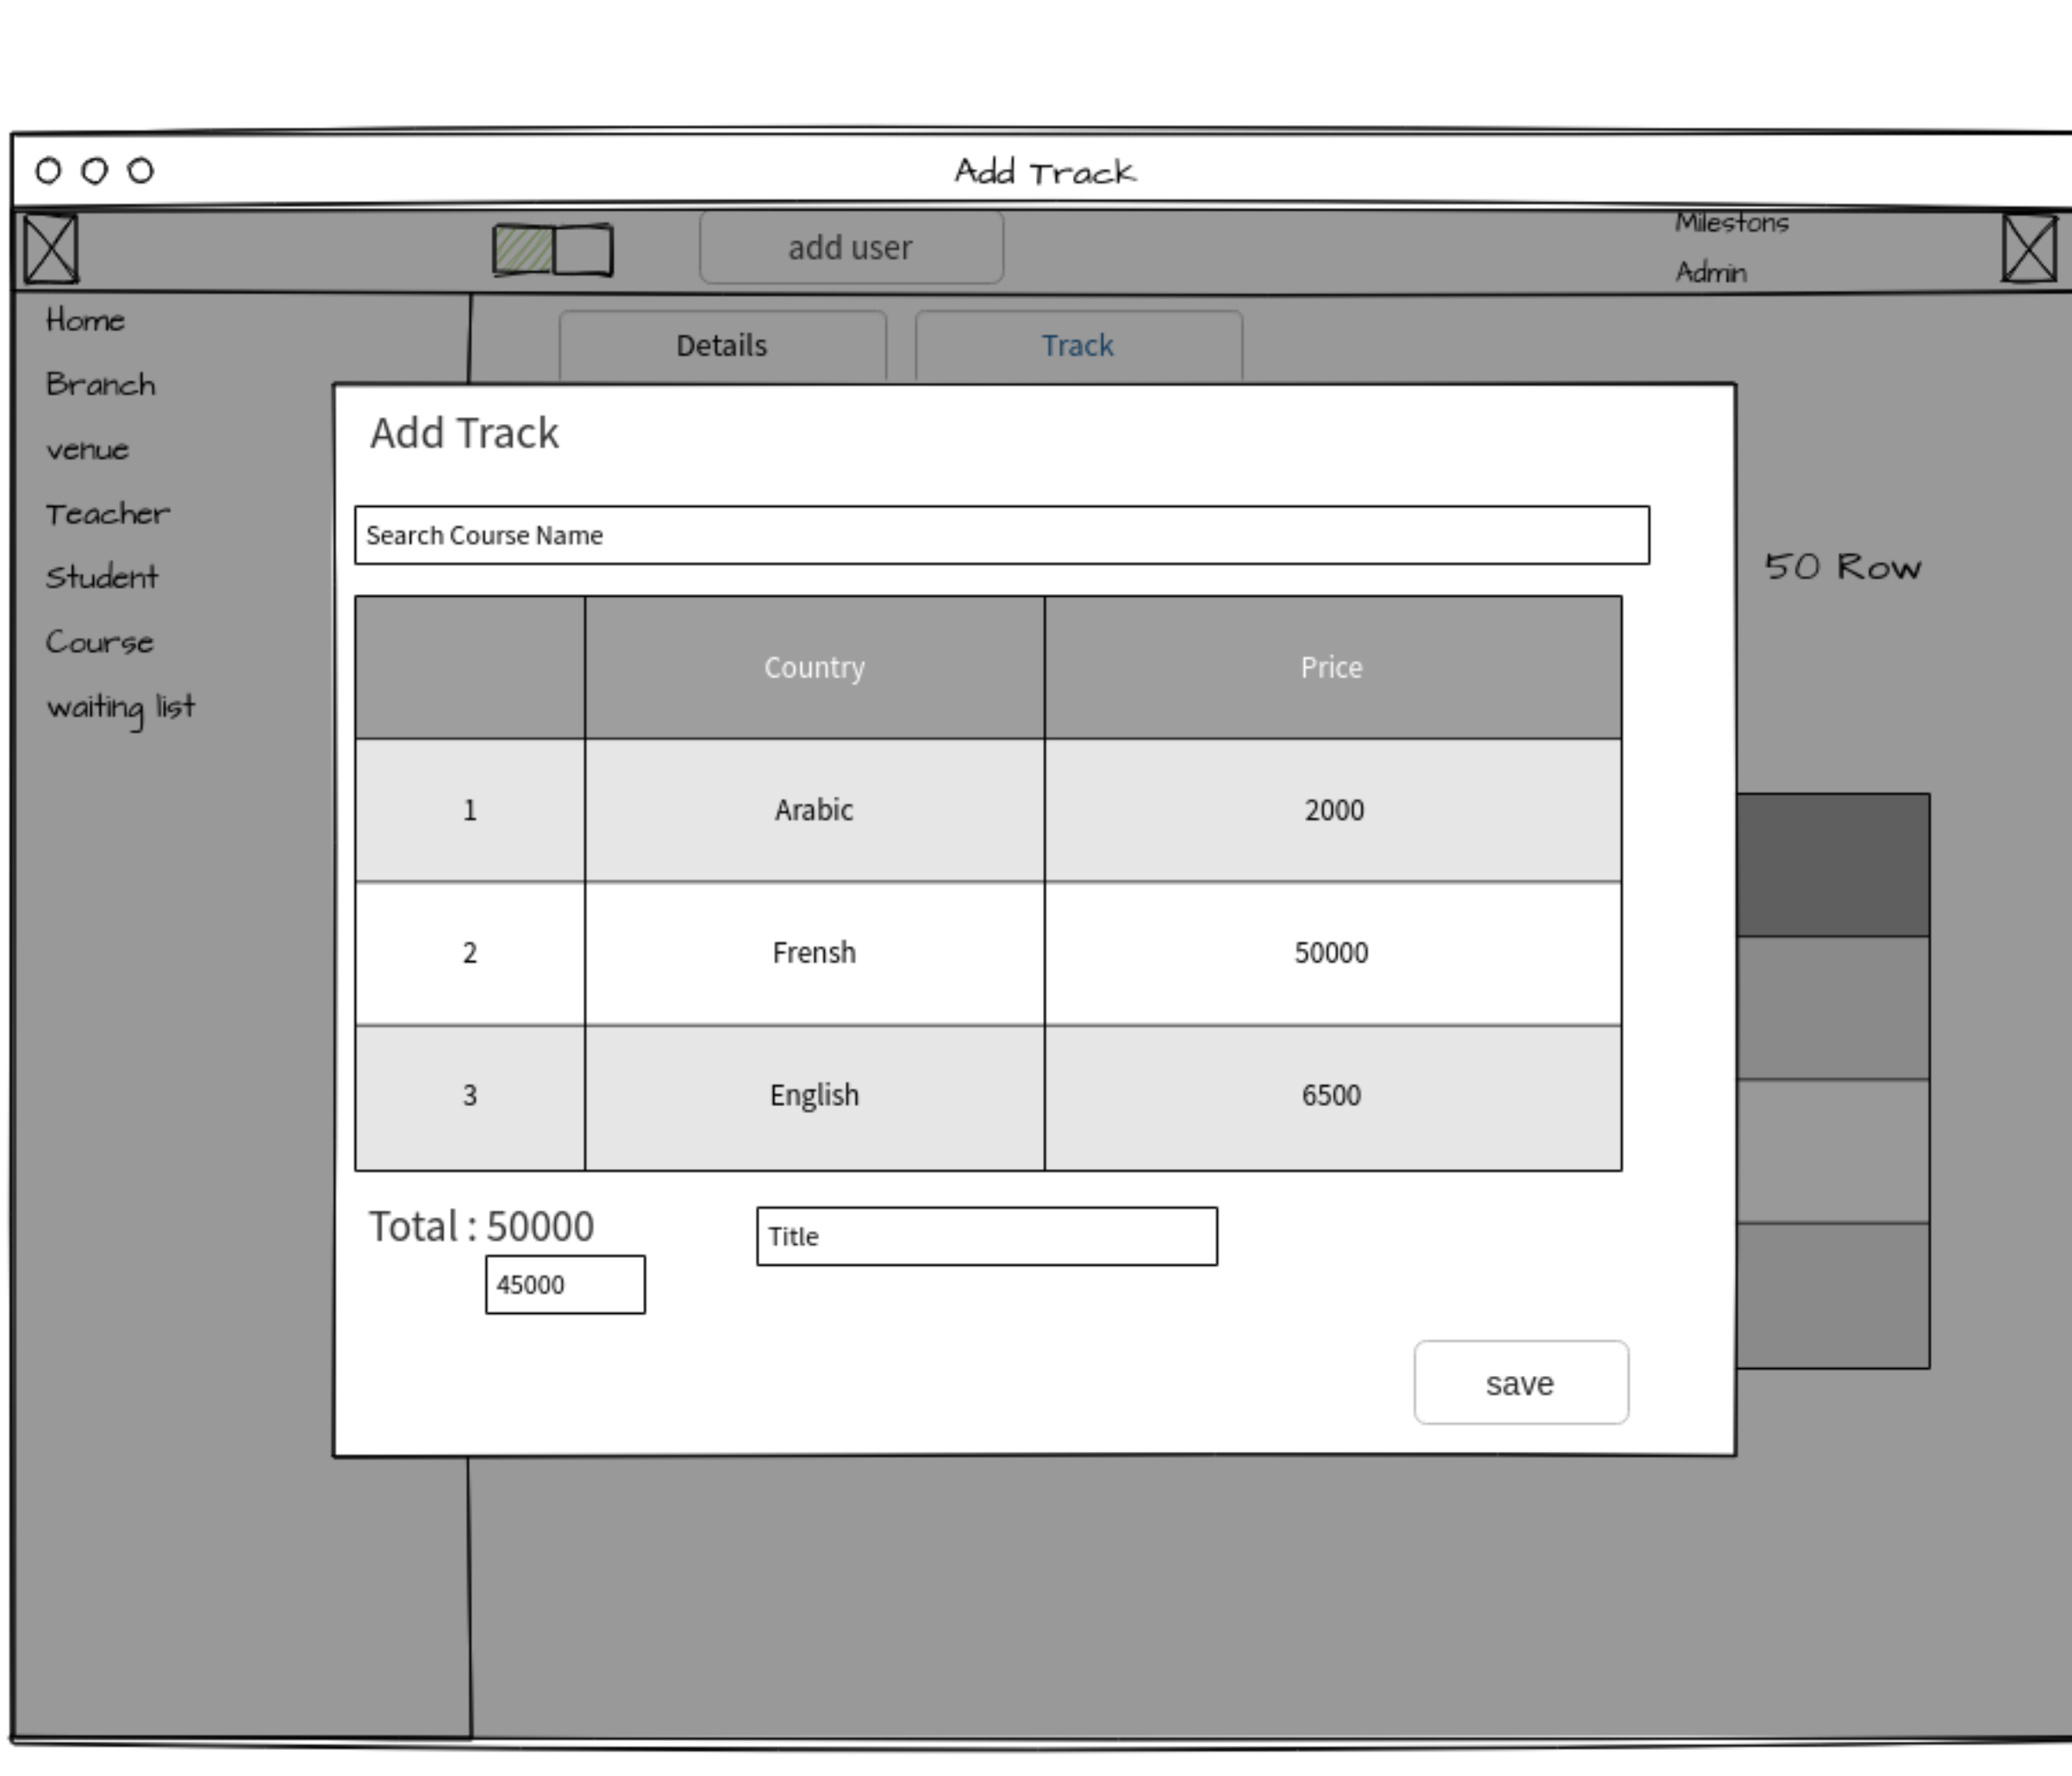 Add Track
add user
Milestons
Admin
Home
Branch
venue
Teacher
Student
Course
waiting list
Details
Track
50 Row
Add Track
Search Course Name
Country Price
1 Arabic 2000
2 Frensh 50000
3 English 6500
Total : 50000
Title
45000
save